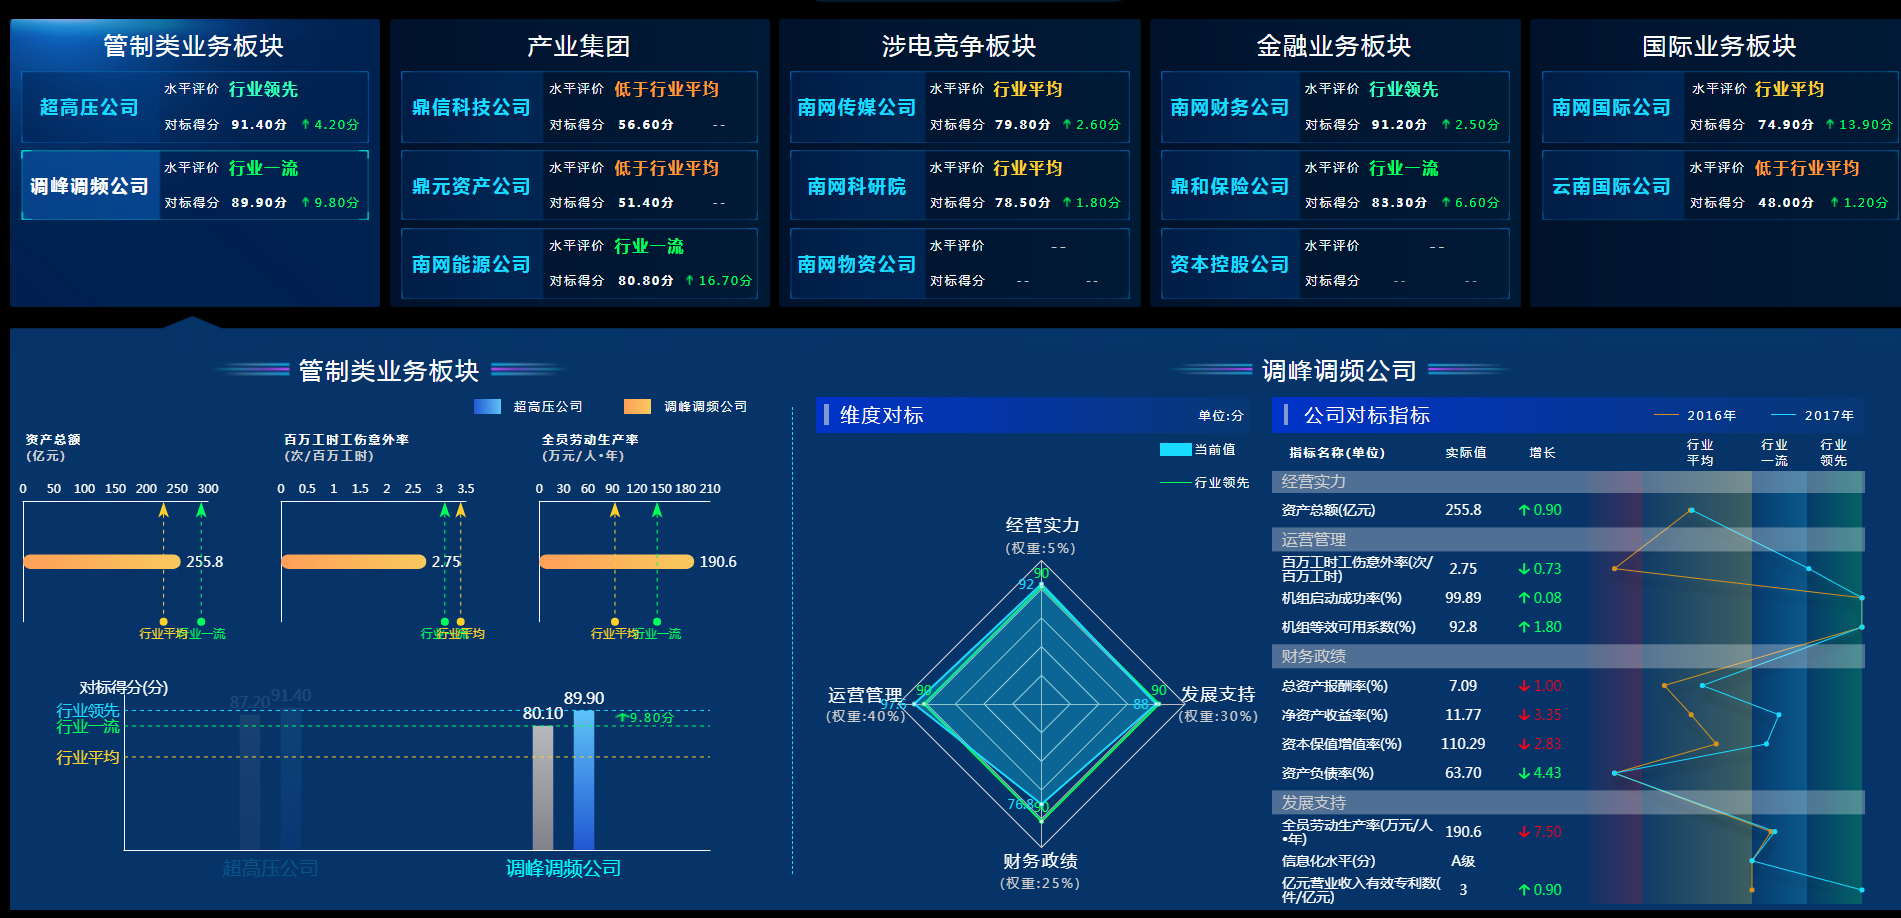 管制类业务板块
超高压公司
水平评价 行业领先
对标得分 91.40分 4.20分
调峰调频公司
水平评价 行业一流
对标得分 89.90分 9.80分
产业集团
鼎信科技公司
水平评价 低于行业平均
对标得分 56.60分 --
鼎元资产公司
水平评价 低于行业平均
对标得分 51.40分 --
南网能源公司
水平评价 行业一流
对标得分 80.80分 16.70分
涉电竞争板块
南网传媒公司
水平评价 行业平均
对标得分 79.80分 2.60分
南网科研院
水平评价 行业平均
对标得分 78.50分 1.80分
南网物资公司
水平评价 --
对标得分 -- --
金融业务板块
南网财务公司
水平评价 行业领先
对标得分 91.20分 2.50分
鼎和保险公司
水平评价 行业一流
对标得分 83.30分 6.60分
资本控股公司
水平评价 --
对标得分 -- --
国际业务板块
南网国际公司
水平评价 行业平均
对标得分 74.90分 13.90分
云南国际公司
水平评价 低于行业平均
对标得分 48.00分 1.20分
管制类业务板块
超高压公司 调峰调频公司
资产总额
(亿元)
0 50 100 150 200 250 300
255.8
行业平均 行业一流
百万工时工伤意外率
(次/百万工时)
0 0.5 1 1.5 2 2.5 3 3.5
2.75
行业一流 行业平均
全员劳动生产率
(万元/人•年)
0 30 60 90 120 150 180 210
190.6
行业平均 行业一流
对标得分(分)
行业领先
行业一流
行业平均
87.20 91.40
80.10 89.90 9.80分
超高压公司 调峰调频公司
调峰调频公司
维度对标 单位:分
当前值
行业领先
经营实力
(权重:5%)
90
92
运营管理
(权重:40%)
90
97.6
发展支持
(权重:30%)
90
88
76.8 90
财务政绩
(权重:25%)
公司对标指标 2016年 2017年
指标名称(单位) 实际值 增长 行业平均 行业一流 行业领先
经营实力
资产总额(亿元) 255.8 0.90
运营管理
百万工时工伤意外率(次/
百万工时) 2.75 0.73
机组启动成功率(%) 99.89 0.08
机组等效可用系数(%) 92.8 1.80
财务政绩
总资产报酬率(%) 7.09 1.00
净资产收益率(%) 11.77 3.35
资本保值增值率(%) 110.29 2.83
资产负债率(%) 63.70 4.43
发展支持
全员劳动生产率(万元/人
•年) 190.6 7.50
信息化水平(分) A级
亿元营业收入有效专利数(
件/亿元) 3 0.90